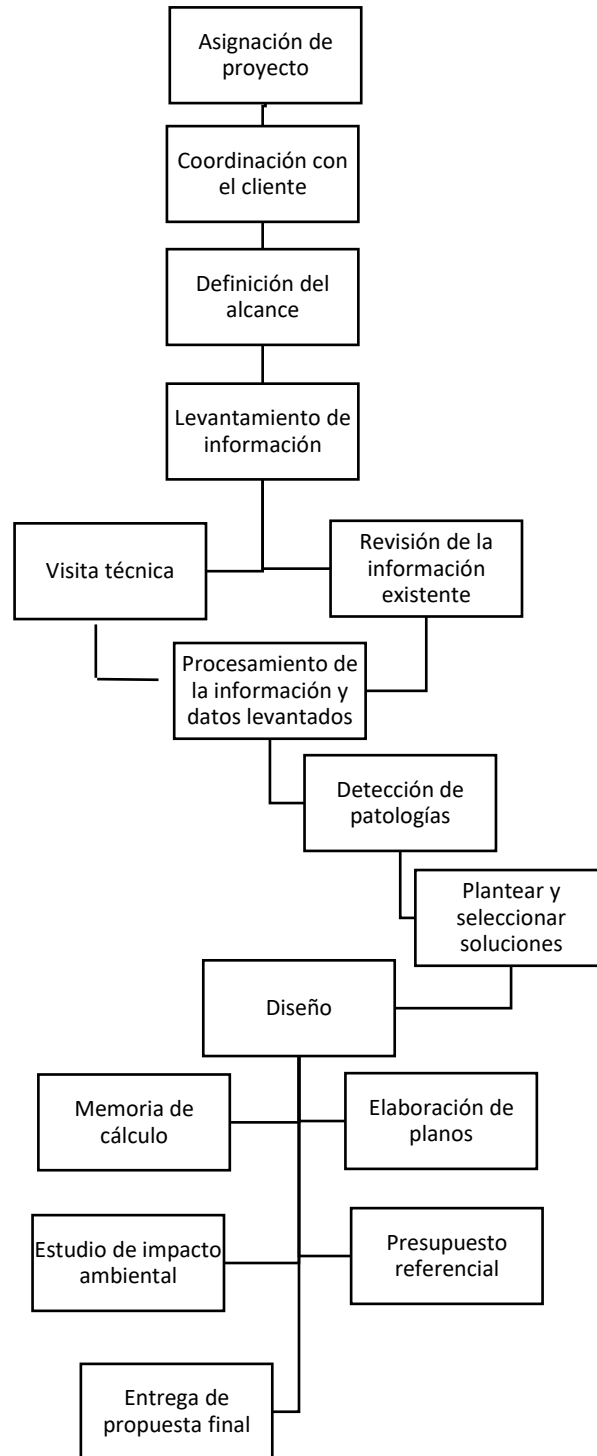 Asignación de
proyecto
Coordinación con
el cliente
Definición del
alcance
Levantamiento de
información
Visita técnica
Revisión de la
información
existente
Procesamiento de
la información y
datos levantados
Detección de
patologías
Plantear y
seleccionar
soluciones
Diseño
Memoria de
cálculo
Elaboración de
planos
Estudio de impacto
ambiental
Presupuesto
referencial
Entrega de
propuesta final